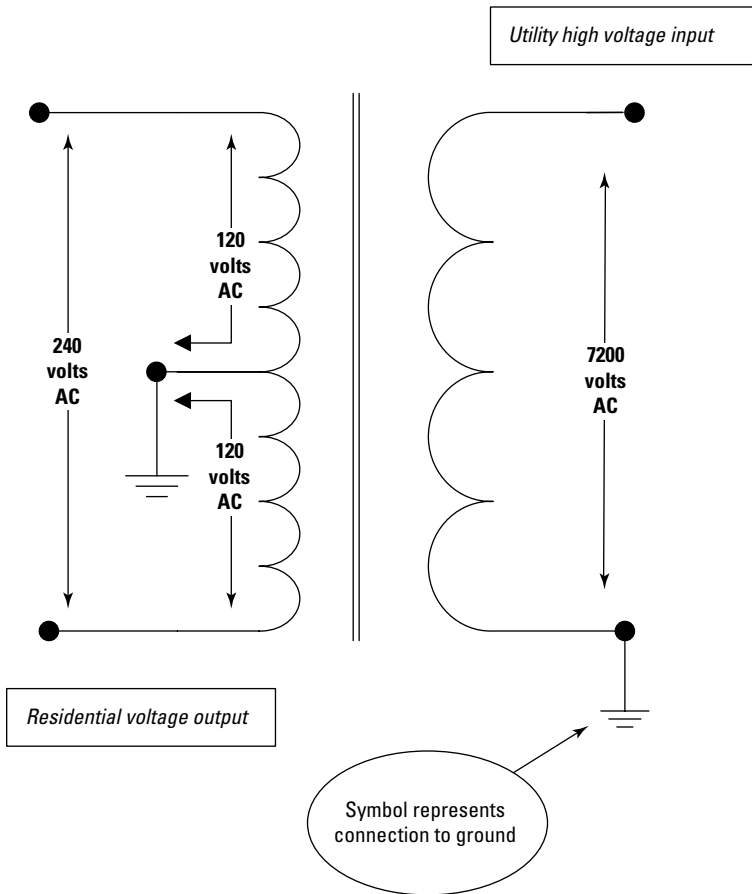 Utility high voltage input
120
volts
AC
240
volts
AC
7200
volts
AC
120
volts
AC
Residential voltage output
Symbol represents
connection to ground